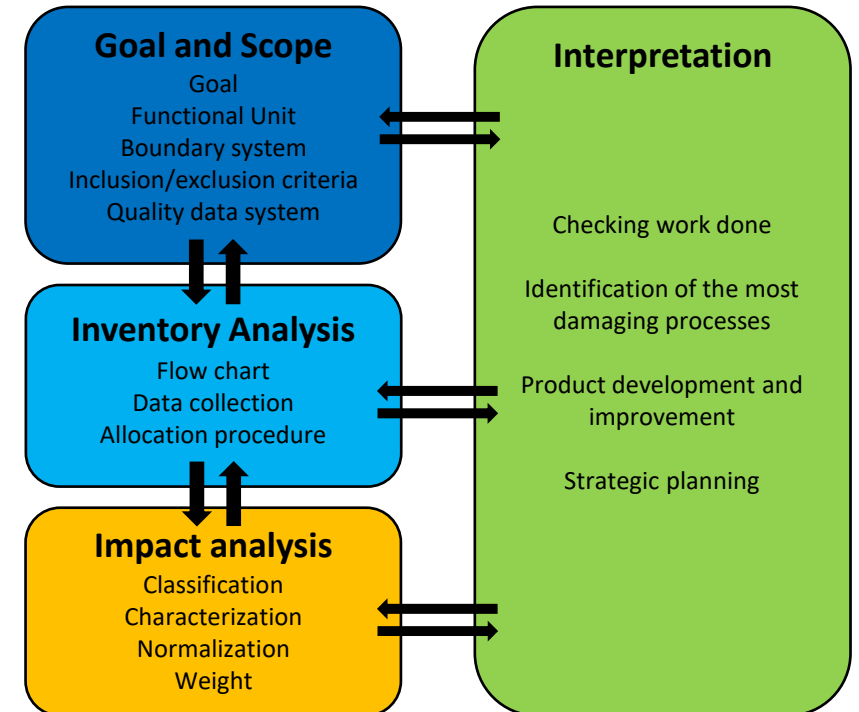 Goal and Scope
Goal
Functional Unit
Boundary system
Inclusion/exclusion criteria
Quality data system
Inventory Analysis
Flow chart
Data collection
Allocation procedure
Impact analysis
Classification
Characterization
Normalization
Weight
Interpretation
Checking work done
Identification of the most
damaging processes
Product development and
improvement
Strategic planning